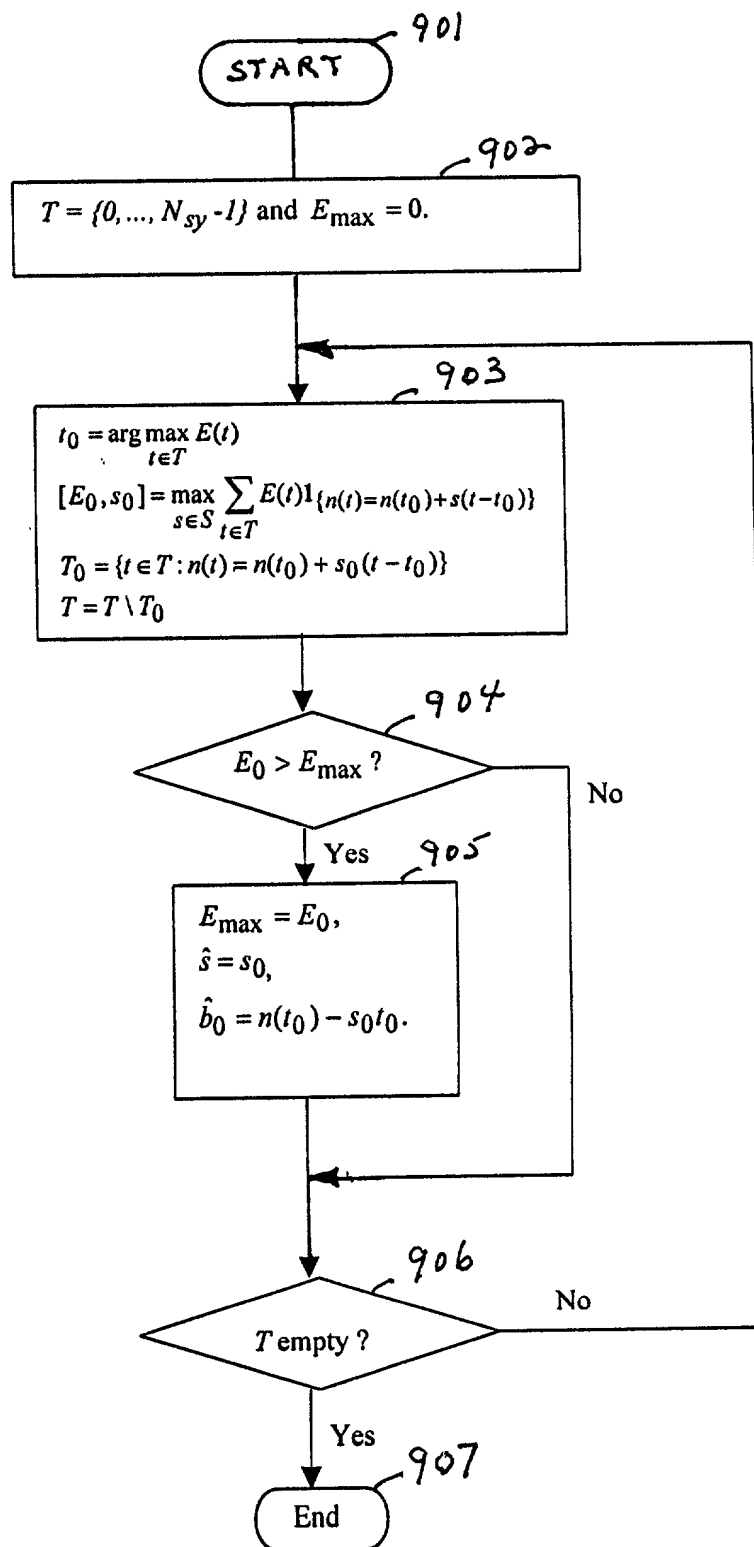 901
START
902
T = {0, ..., N_sy -1} and E_max = 0.
903
t_0 = arg max_{t∈T} E(t)
[E_0, s_0] = max_{s∈S} ∑_{t∈T} E(t)1_{{n(t)=n(t_0)+s(t−t_0)}}
T_0 = {t ∈ T : n(t) = n(t_0) + s_0(t − t_0)}
T = T \ T_0
904
E_0 > E_max ?
No
Yes
905
E_max = E_0,
ŝ = s_0,
b̂_0 = n(t_0) − s_0t_0.
906
T empty ?
No
Yes
907
End